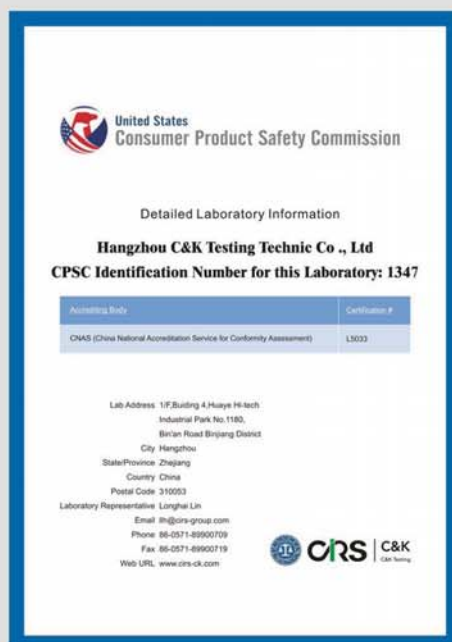 United States
Consumer Product Safety Commission
Detailed Laboratory Information
Hangzhou C&K Testing Technic Co ., Ltd
CPSC Identification Number for this Laboratory: 1347
Accrediting Body Certification #
CNAS (China National Accreditation Service for Conformity Assessment) L5033
Lab Address 1/F,Buiding 4,Huaye Hi-tech
Industrial Park No.1180,
Bin'an Road Binjiang District
City Hangzhou
State/Province Zhejiang
Country China
Postal Code 310053
Laboratory Representative Longhai Lin
Email llh@cirs-group.com
Phone 86-0571-89900709
Fax 86-0571-89900719
Web URL www.cirs-ck.com
CIRS C&K
C&K Testing